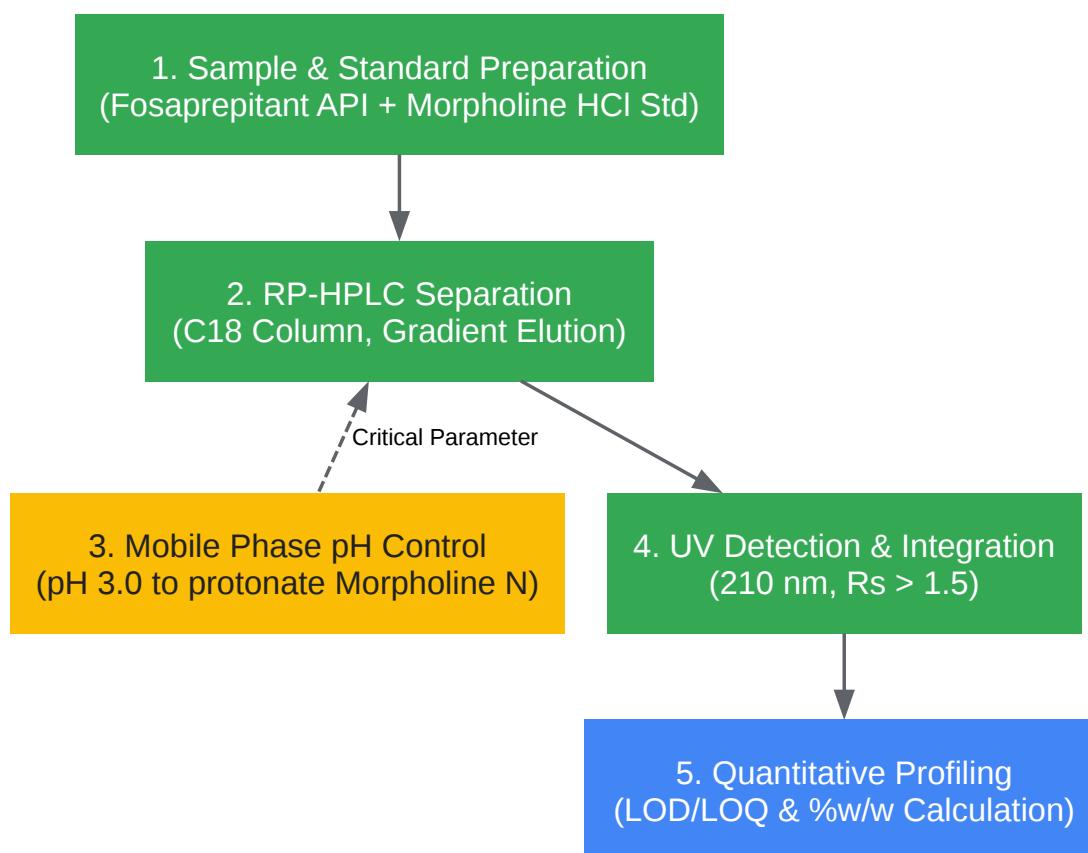 1. Sample & Standard Preparation
(Fosaprepitant API + Morpholine HCl Std)
2. RP-HPLC Separation
(C18 Column, Gradient Elution)
Critical Parameter
3. Mobile Phase pH Control
(pH 3.0 to protonate Morpholine N)
4. UV Detection & Integration
(210 nm, Rs > 1.5)
5. Quantitative Profiling
(LOD/LOQ & %w/w Calculation)